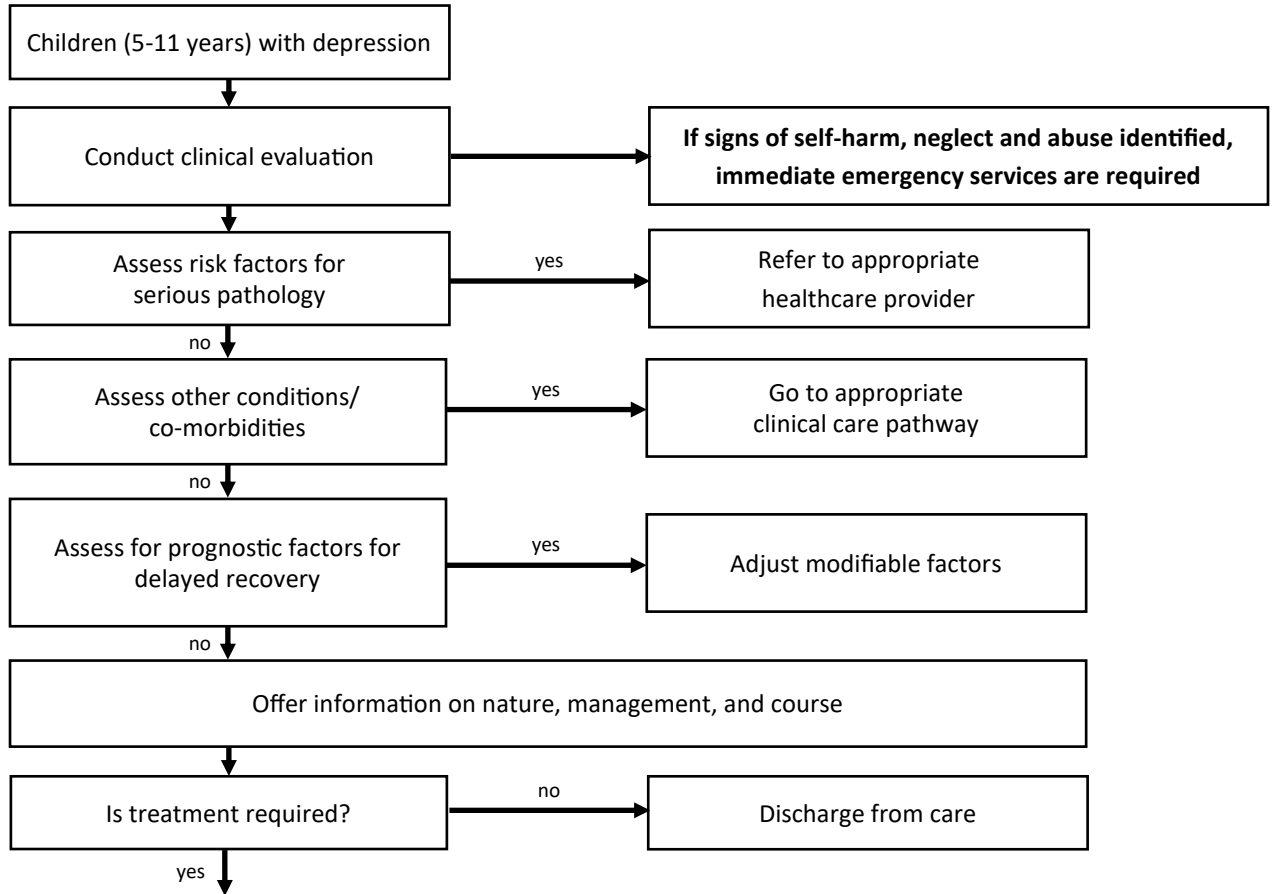 Children (5-11 years) with depression
Conduct clinical evaluation
If signs of self-harm, neglect and abuse identified,
immediate emergency services are required
Assess risk factors for
serious pathology
yes
Refer to appropriate
healthcare provider
no
Assess other conditions/
co-morbidities
yes
Go to appropriate
clinical care pathway
no
Assess for prognostic factors for
delayed recovery
yes
Adjust modifiable factors
no
Offer information on nature, management, and course
Is treatment required?
no
Discharge from care
yes